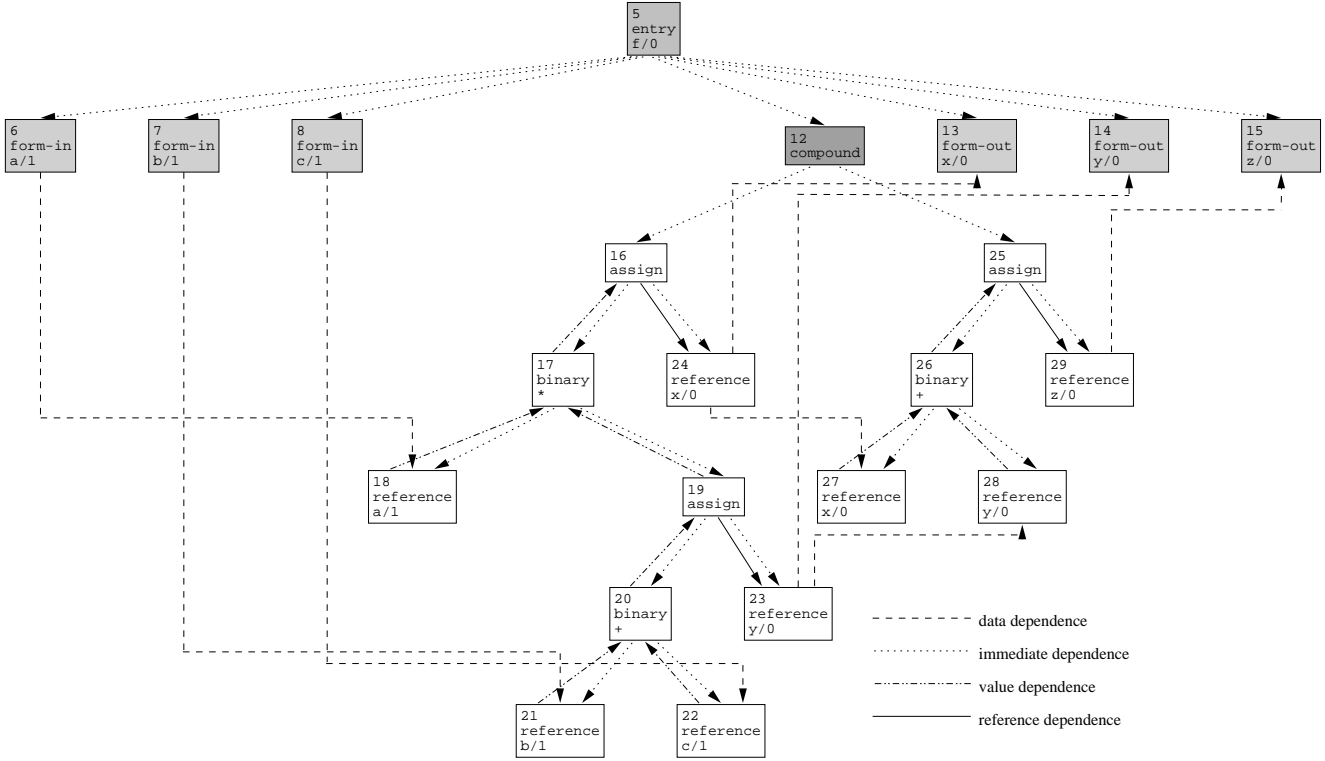 5
entry
f/0
6
form-in
a/1
7
form-in
b/1
8
form-in
c/1
12
compound
13
form-out
x/0
14
form-out
y/0
15
form-out
z/0
16
assign
25
assign
17
binary
*
24
reference
x/0
26
binary
+
29
reference
z/0
18
reference
a/1
19
assign
27
reference
x/0
28
reference
y/0
20
binary
+
23
reference
y/0
21
reference
b/1
22
reference
c/1
data dependence
immediate dependence
value dependence
reference dependence